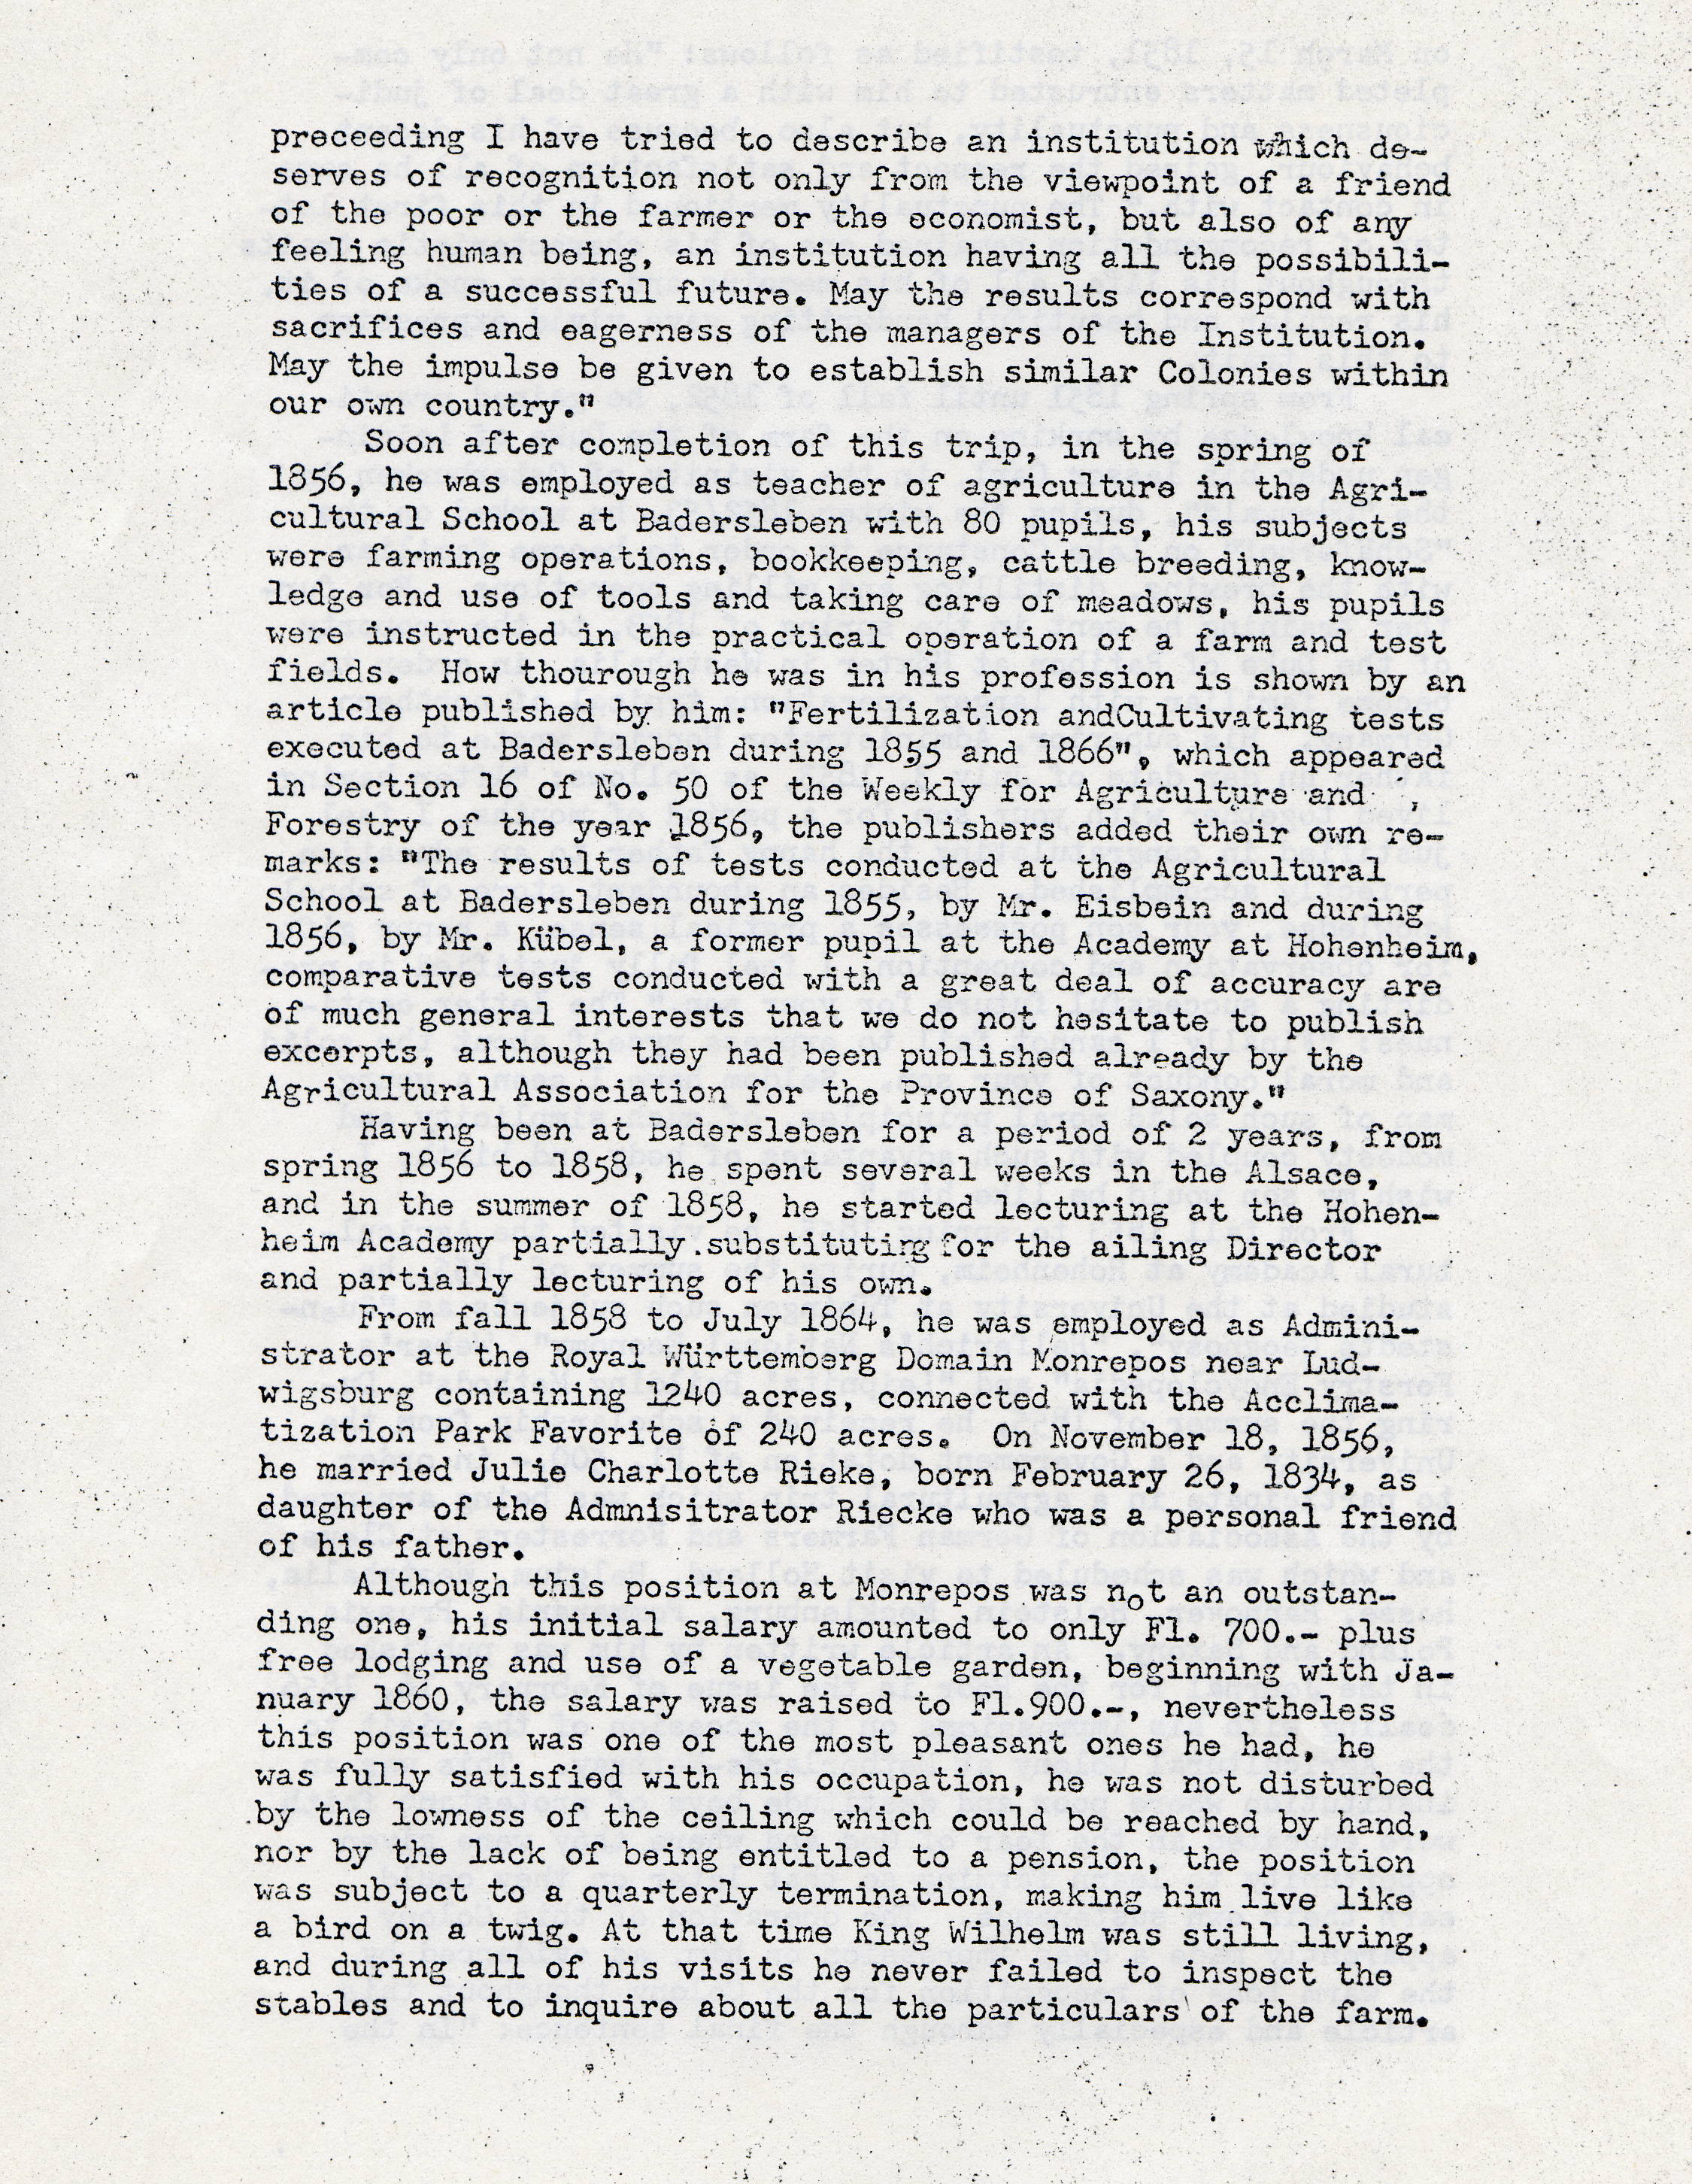 preceeding I have tried to describe an institution which de-
serves of recognition not only from the viewpoint of a friend
of the poor or the farmer or the economist, but also of any
feeling human being, an institution having all the possibili-
ties of a successful future. May the results correspond with
sacrifices and eagerness of the managers of the Institution.
May the impulse be given to establish similar Colonies within
our own country."
Soon after completion of this trip, in the spring of
1856, he was employed as teacher of agriculture in the Agri-
cultural School at Badersleben with 80 pupils, his subjects
were farming operations, bookkeeping, cattle breeding, know-
ledge and use of tools and taking care of meadows, his pupils
were instructed in the practical operation of a farm and test
fields. How thourough he was in his profession is shown by an
article published by him: "Fertilization andCultivating tests
executed at Badersleben during 1855 and 1866", which appeared
in Section 16 of No. 50 of the Weekly for Agriculture and
Forestry of the year 1856, the publishers added their own re-
marks: "The results of tests conducted at the Agricultural
School at Badersleben during 1855, by Mr. Eisbein and during
1856, by Mr. Kübel, a former pupil at the Academy at Hohenheim,
comparative tests conducted with a great deal of accuracy are
of much general interests that we do not hesitate to publish
excerpts, although they had been published already by the
Agricultural Association for the Province of Saxony."
Having been at Badersleben for a period of 2 years, from
spring 1856 to 1858, he spent several weeks in the Alsace,
and in the summer of 1858, he started lecturing at the Hohen-
heim Academy partially substituting for the ailing Director
and partially lecturing of his own.
From fall 1858 to July 1864, he was employed as Admini-
strator at the Royal Württemberg Domain Monrepos near Lud-
wigsburg containing 1240 acres, connected with the Acclima-
tization Park Favorite of 240 acres. On November 18, 1856,
he married Julie Charlotte Rieke, born February 26, 1834, as
daughter of the Admnisitrator Riecke who was a personal friend
of his father.
Although this position at Monrepos was not an outstan-
ding one, his initial salary amounted to only Fl. 700.- plus
free lodging and use of a vegetable garden, beginning with Ja-
nuary 1860, the salary was raised to Fl.900.-, nevertheless
this position was one of the most pleasant ones he had, he
was fully satisfied with his occupation, he was not disturbed
by the lowness of the ceiling which could be reached by hand,
nor by the lack of being entitled to a pension, the position
was subject to a quarterly termination, making him live like
a bird on a twig. At that time King Wilhelm was still living,
and during all of his visits he never failed to inspect the
stables and to inquire about all the particulars of the farm.